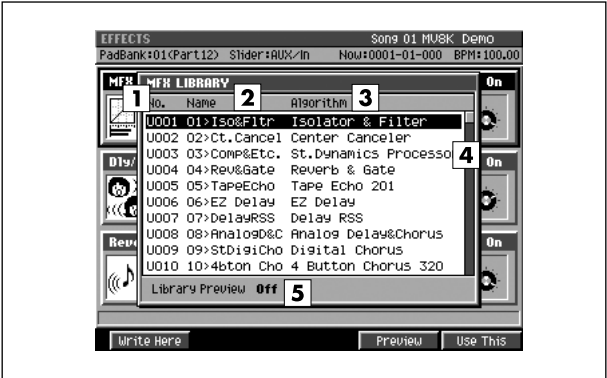 EFFECTS Song 01 MV8K Demo
PadBank:01(Part12) Slider:AUX/In Now:0001-01-000 BPM:100.00
MFX MFX LIBRARY On
1 2 3
No. Name Algorithm
U001 01>Iso&Fltr Isolator & Filter
U002 02>Ct.Cancel Center Canceler
U003 03>Comp&Etc. St.Dynamics Processo
4
U004 04>Rev&Gate Reverb & Gate
Dly/ On
U005 05>TapeEcho Tape Echo 201
U006 06>EZ Delay EZ Delay
U007 07>DelayRSS Delay RSS
U008 08>AnalogD&C Analog Delay&Chorus
Reve On
U009 09>StDigiCho Digital Chorus
U010 10>4bton Cho 4 Button Chorus 320
Library Preview Off 5
Write Here Preview Use This